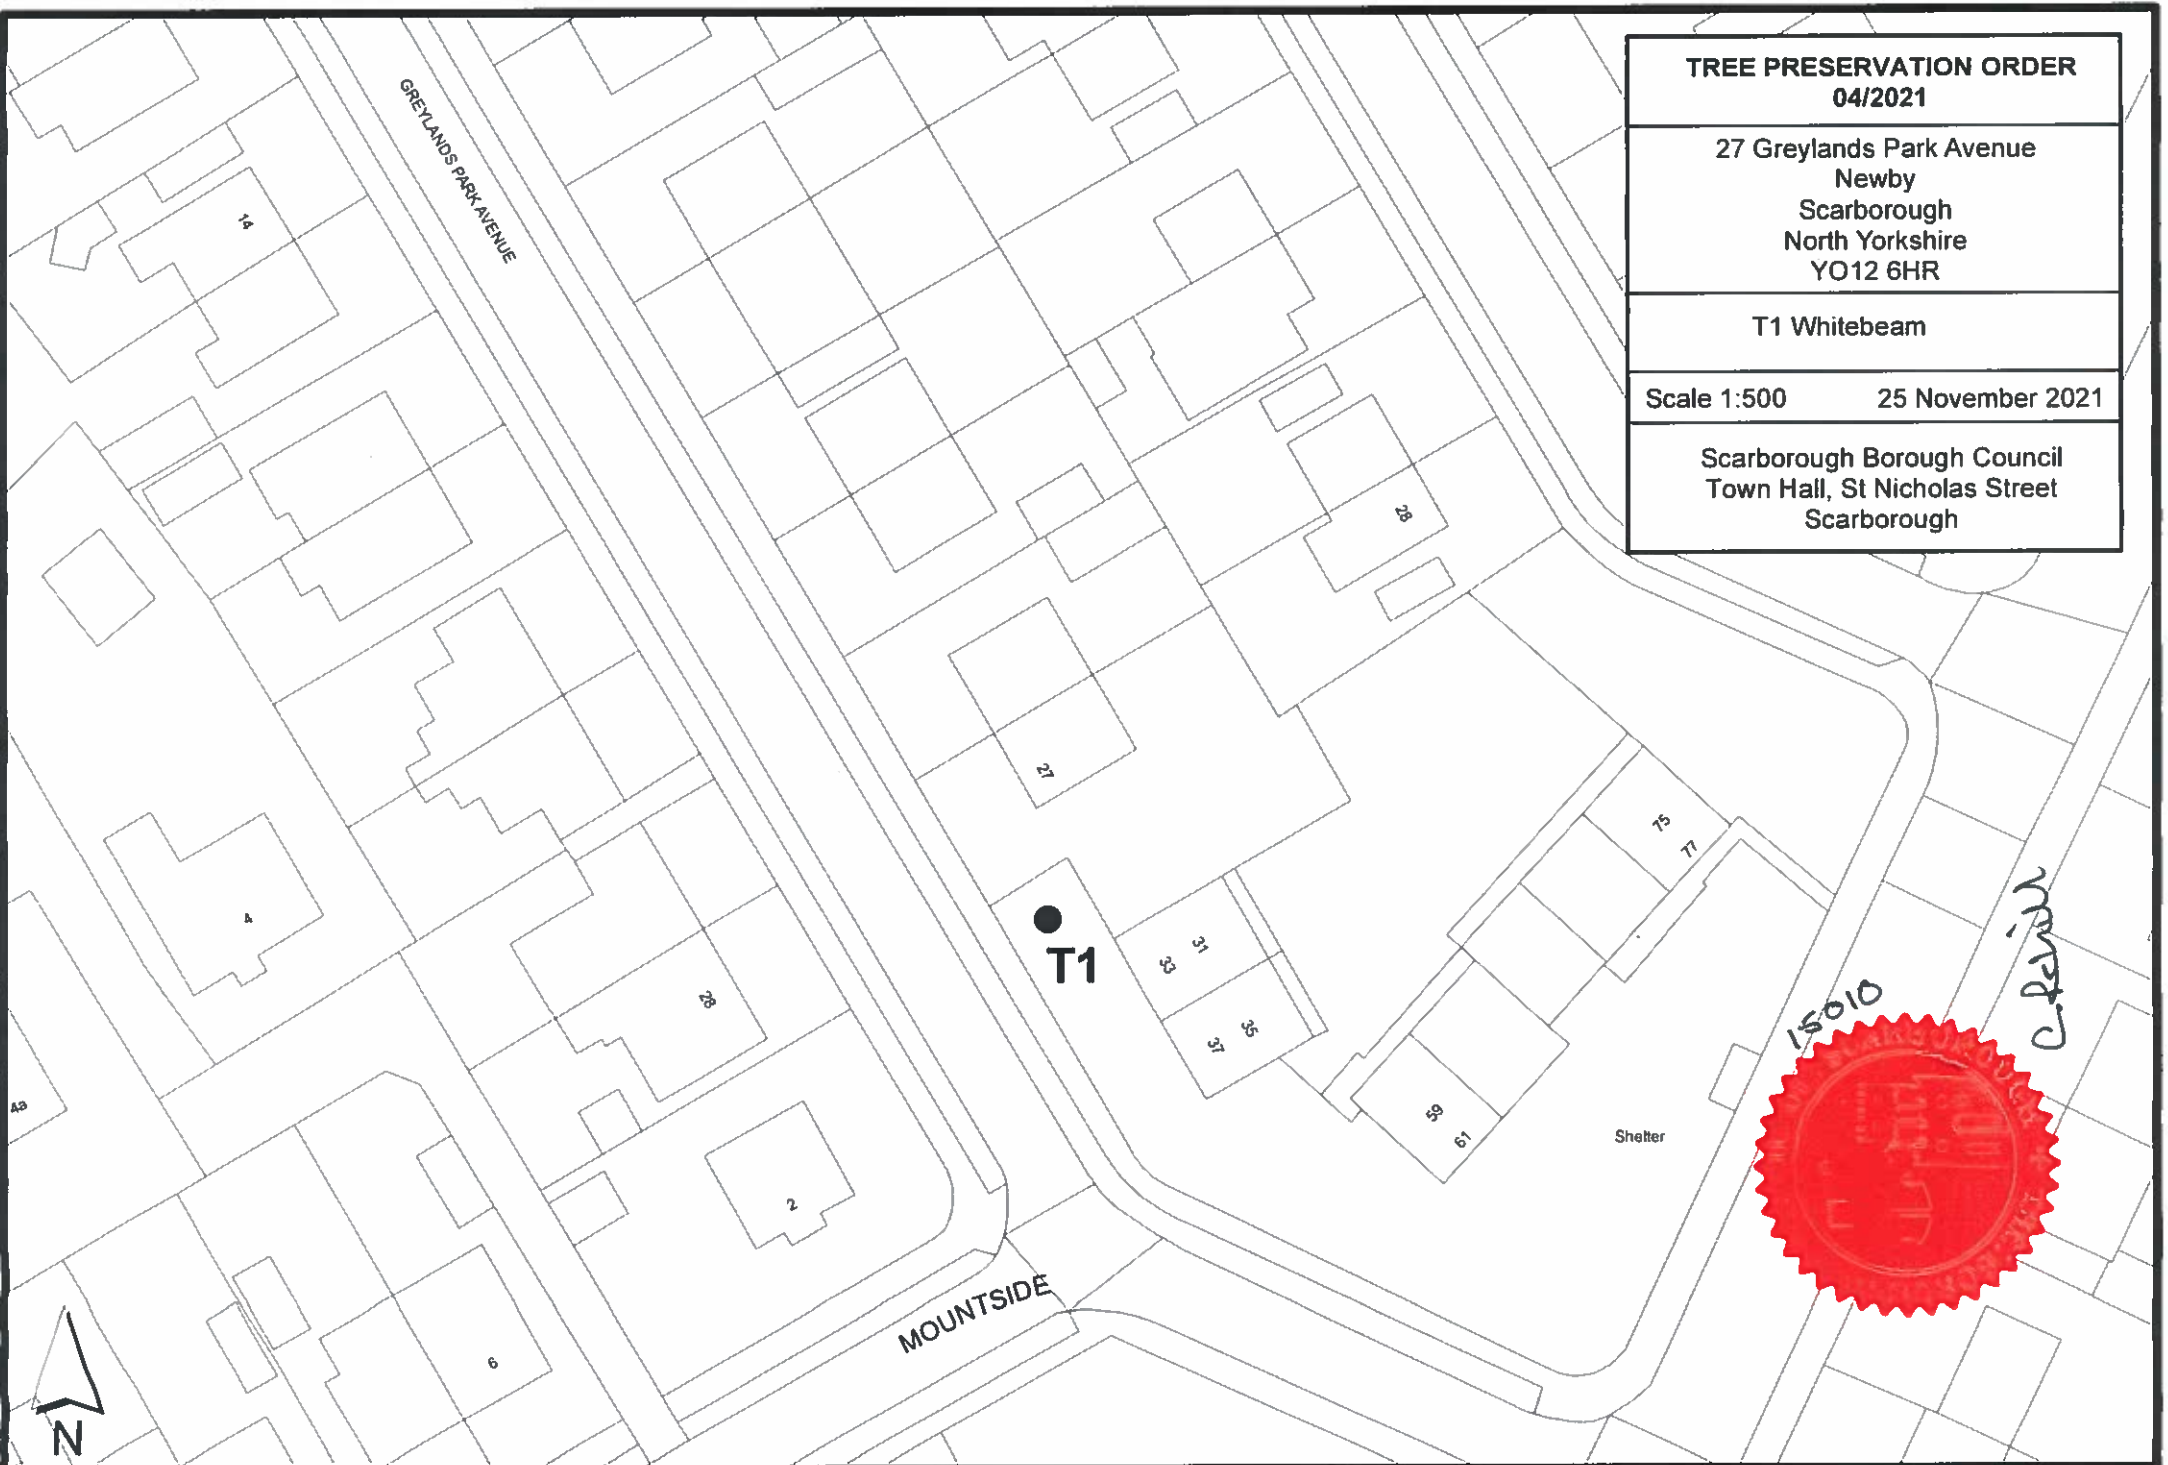 TREE PRESERVATION ORDER
04/2021
27 Greylands Park Avenue
Newby
Scarborough
North Yorkshire
YO12 6HR
T1 Whitebeam
Scale 1:500 25 November 2021
Scarborough Borough Council
Town Hall, St Nicholas Street
Scarborough
GREYLANDS PARK AVENUE
14
28
27
75
77
4
T1
33
31
28
37
35
4a
59
61
Shelter
2
MOUNTSIDE
6
N
15010